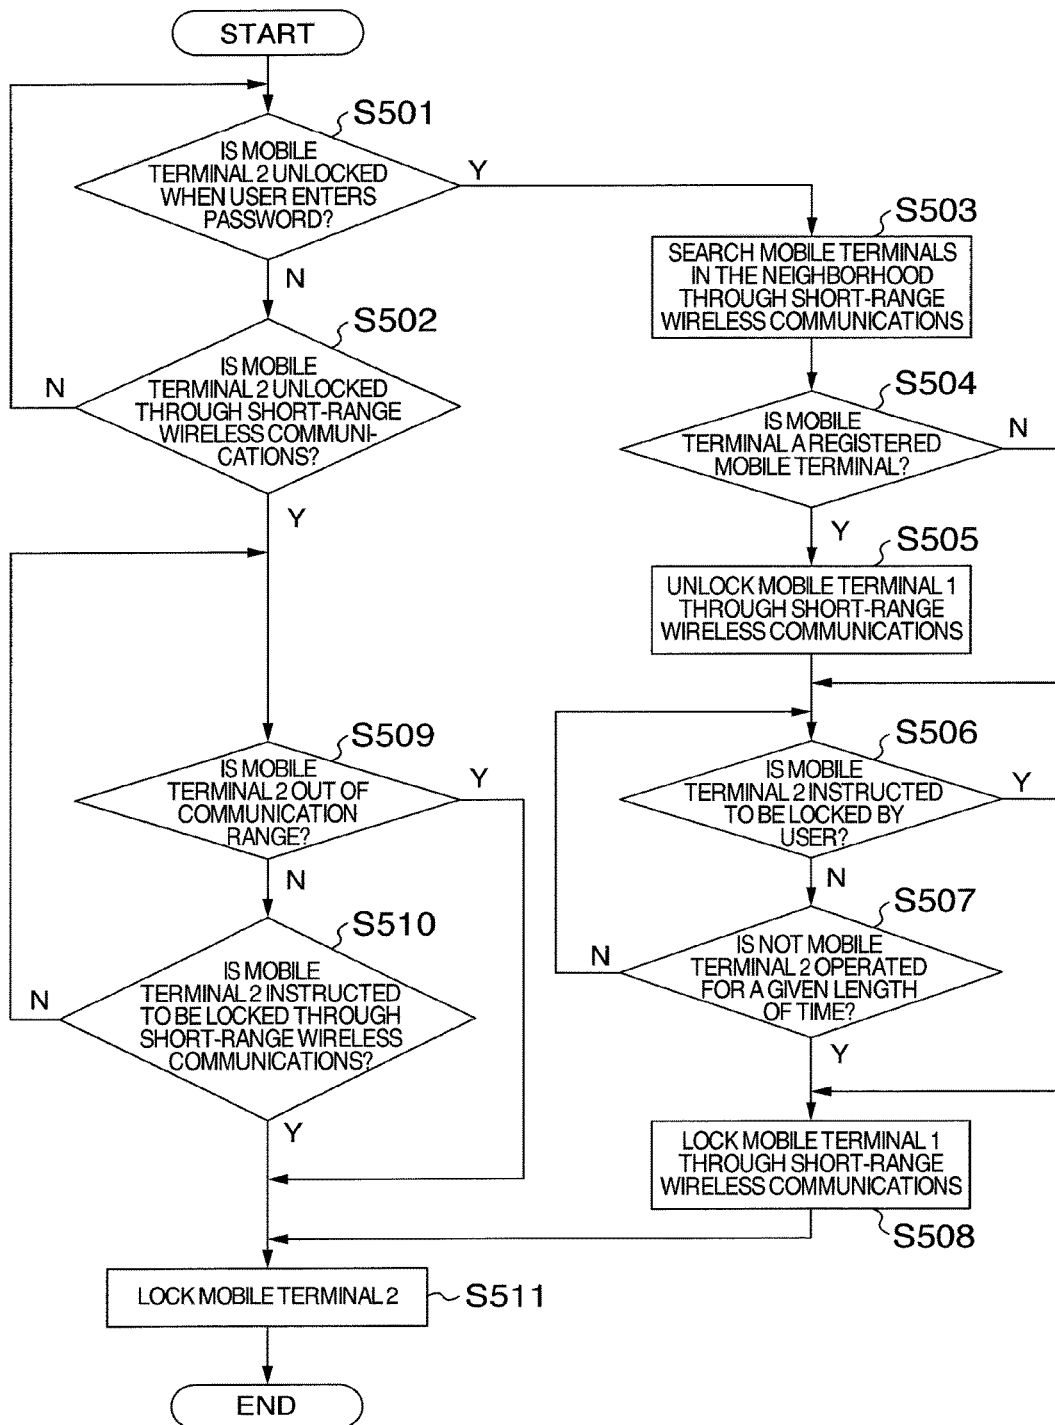 START
S501
IS MOBILE
TERMINAL 2 UNLOCKED
WHEN USER ENTERS
PASSWORD?
Y
N
S502
IS MOBILE
TERMINAL 2 UNLOCKED
THROUGH SHORT-RANGE
WIRELESS COMMUNI-
CATIONS?
N
Y
S503
SEARCH MOBILE TERMINALS
IN THE NEIGHBORHOOD
THROUGH SHORT-RANGE
WIRELESS COMMUNICATIONS
S504
IS MOBILE
TERMINAL A REGISTERED
MOBILE TERMINAL?
N
Y
S505
UNLOCK MOBILE TERMINAL 1
THROUGH SHORT-RANGE
WIRELESS COMMUNICATIONS
S506
IS MOBILE
TERMINAL 2 INSTRUCTED
TO BE LOCKED BY
USER?
Y
N
S507
IS NOT MOBILE
TERMINAL 2 OPERATED
FOR A GIVEN LENGTH
OF TIME?
N
Y
LOCK MOBILE TERMINAL 1
THROUGH SHORT-RANGE
WIRELESS COMMUNICATIONS
S508
S509
IS MOBILE
TERMINAL 2 OUT OF
COMMUNICATION
RANGE?
Y
N
S510
IS MOBILE
TERMINAL 2 INSTRUCTED
TO BE LOCKED THROUGH
SHORT-RANGE WIRELESS
COMMUNICATIONS?
N
Y
LOCK MOBILE TERMINAL 2
S511
END